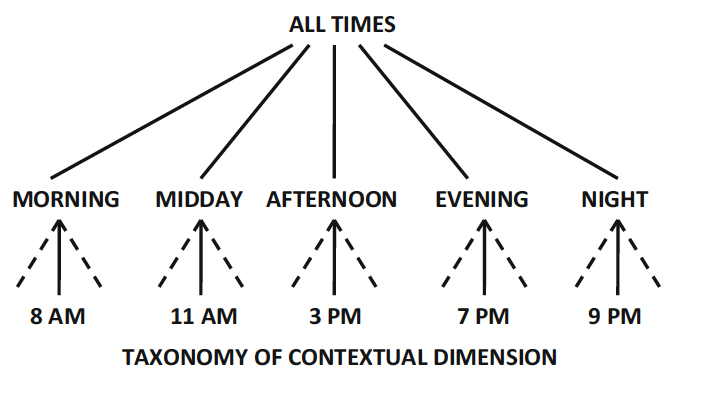 ALL TIMES
MORNING MIDDAY AFTERNOON EVENING NIGHT
8 AM 11 AM 3 PM 7 PM 9 PM
TAXONOMY OF CONTEXTUAL DIMENSION